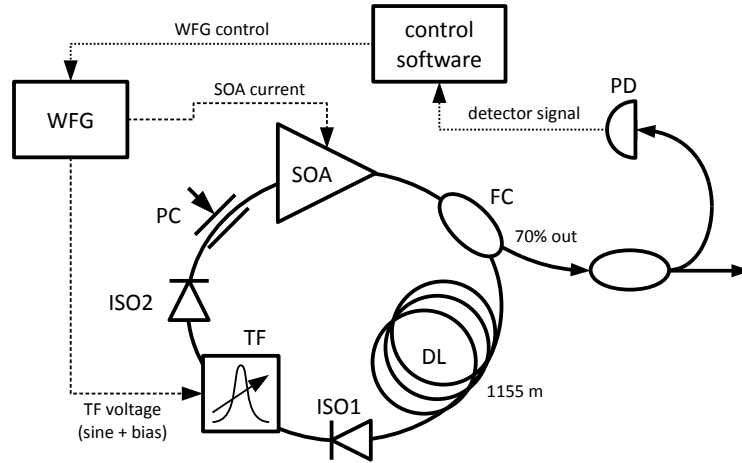 WFG control
control
software
PD
SOA current
detector signal
WFG
SOA
FC
PC
70% out
ISO2
TF
DL
1155 m
ISO1
TF voltage
(sine + bias)